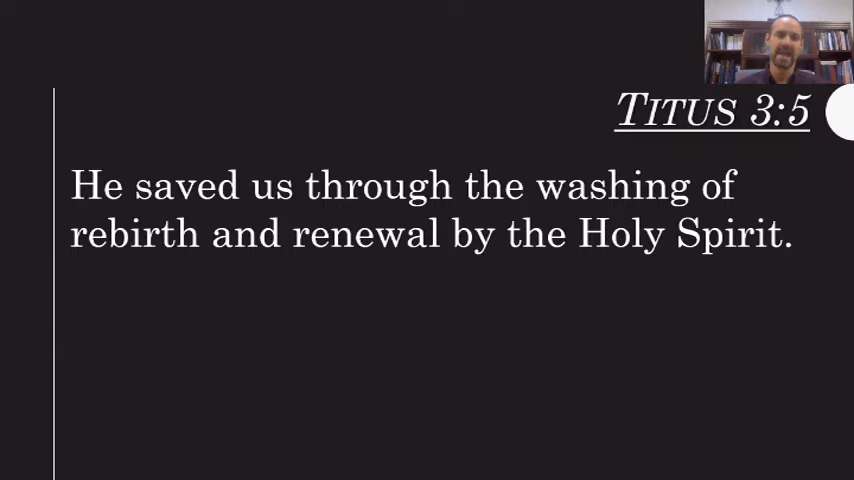 TITUS 3:5
He saved us through the washing of
rebirth and renewal by the Holy Spirit.